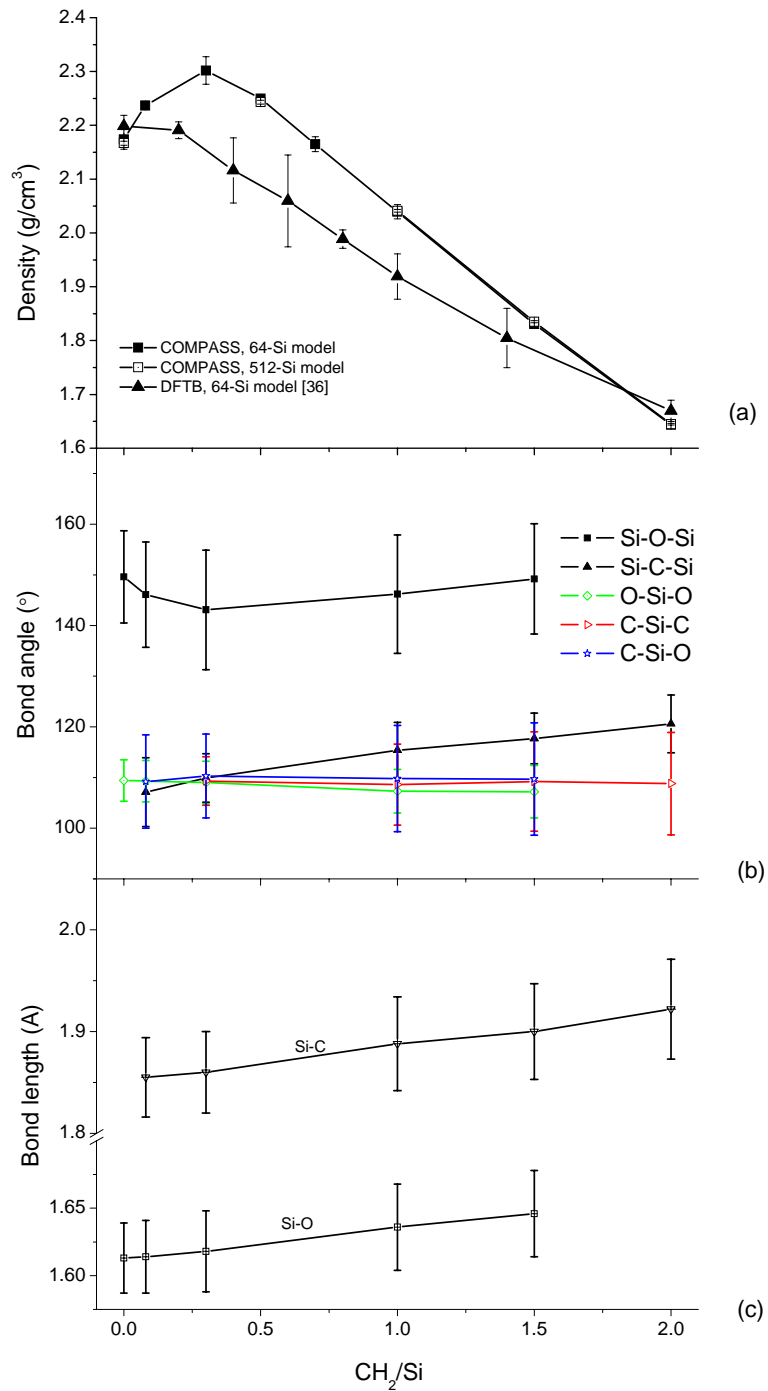 2.4
2.3
2.2
2.1
2.0
1.9
1.8
1.7
1.6
Density (g/cm³)
COMPASS, 64-Si model
COMPASS, 512-Si model
DFTB, 64-Si model [36]
(a)
160
140
120
100
Bond angle (°)
Si-O-Si
Si-C-Si
O-Si-O
C-Si-C
C-Si-O
(b)
2.0
1.9
1.8
1.65
1.60
Bond length (A)
Si-C
Si-O
(c)
0.0 0.5 1.0 1.5 2.0
CH₂/Si